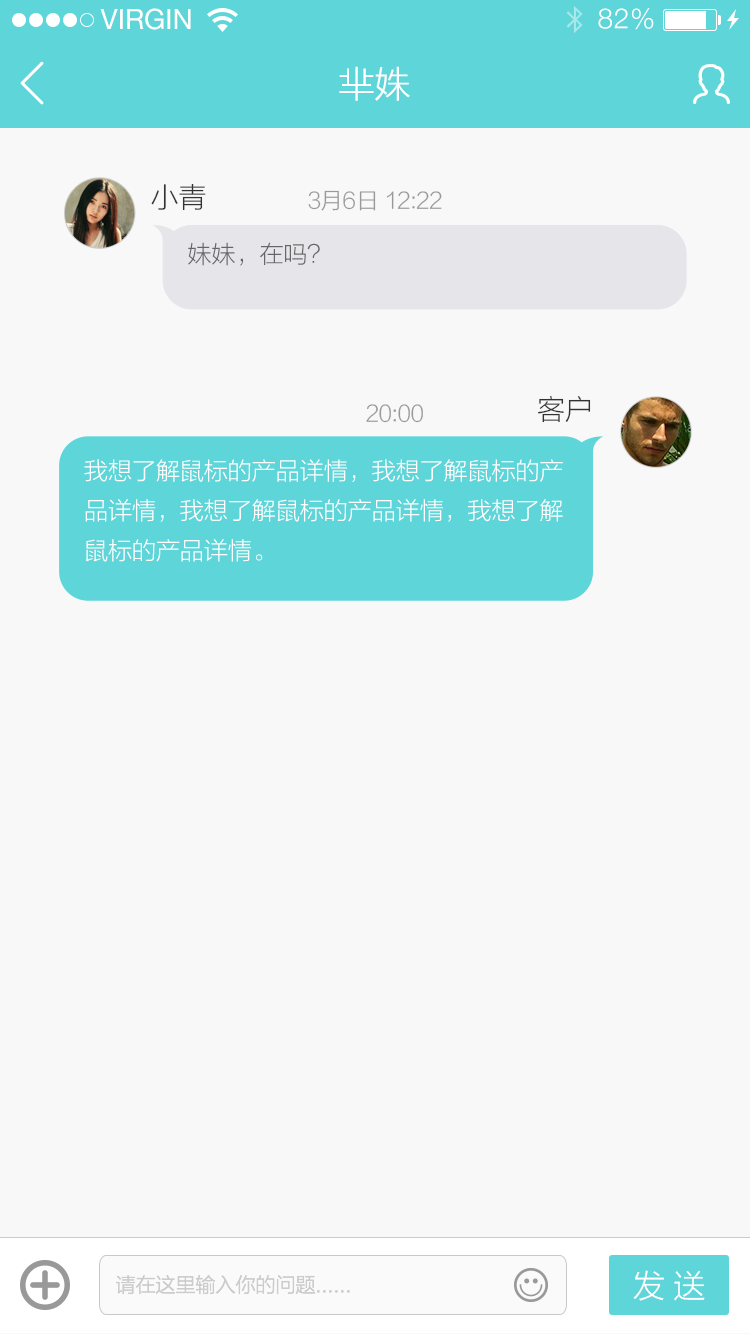 VIRGIN 82%
芈姝
小青 3月6日 12:22
妹妹，在吗?
20:00 客户
我想了解鼠标的产品详情，我想了解鼠标的产
品详情，我想了解鼠标的产品详情，我想了解
鼠标的产品详情。
请在这里输入你的问题......
发 送